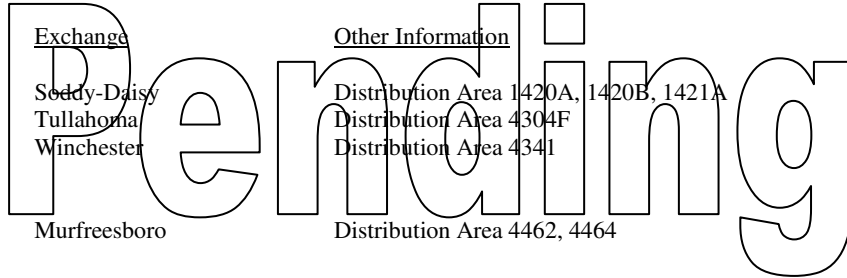 Exchange Other Information
Soddy-Daisy Distribution Area 1420A, 1420B, 1421A
Tullahoma Distribution Area 4304F
Winchester Distribution Area 4341
Murfreesboro Distribution Area 4462, 4464
Pending